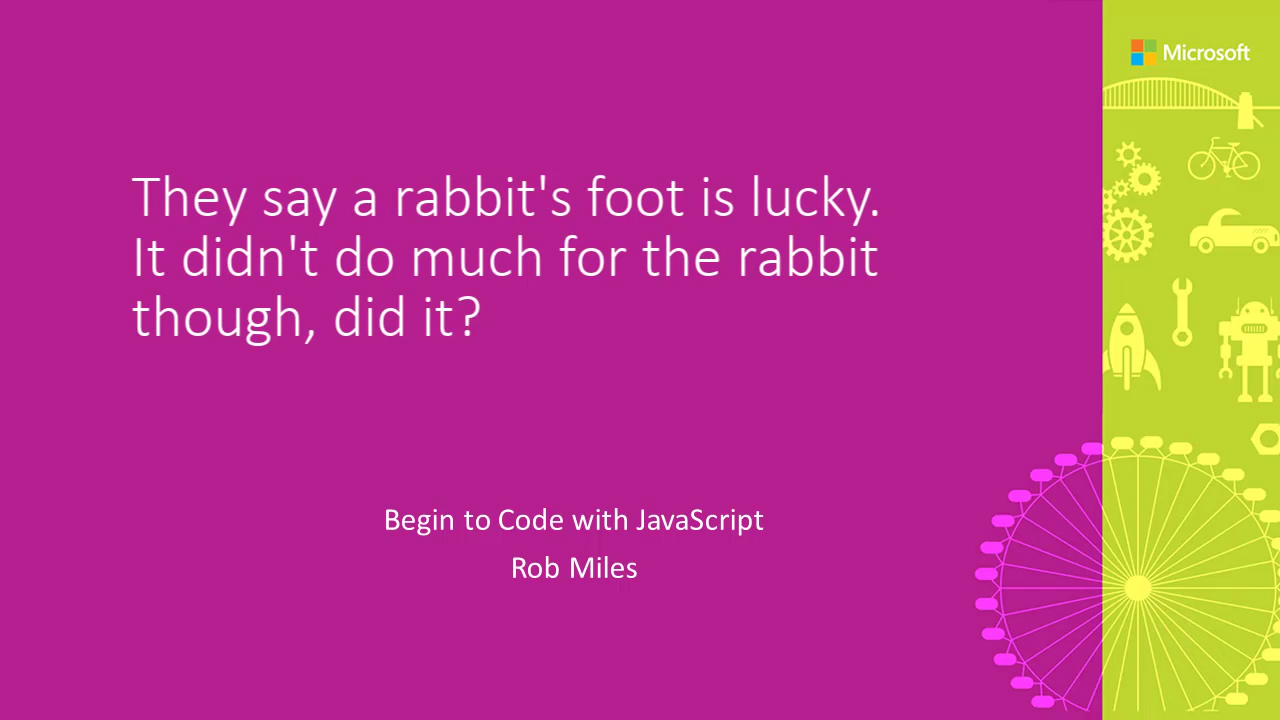 Microsoft
They say a rabbit's foot is lucky.
It didn't do much for the rabbit
though, did it?
Begin to Code with JavaScript
Rob Miles